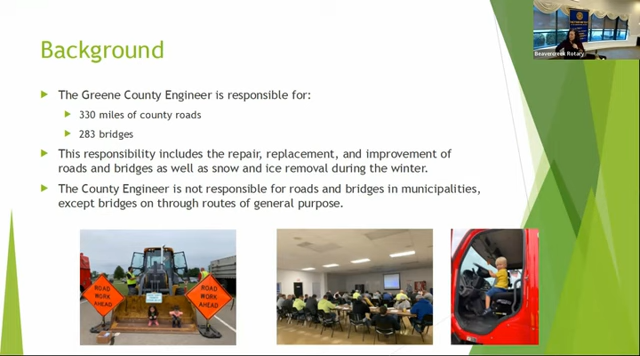 Beavercreek Rotary
Background
The Greene County Engineer is responsible for:
330 miles of county roads
283 bridges
This responsibility includes the repair, replacement, and improvement of
roads and bridges as well as snow and ice removal during the winter.
The County Engineer is not responsible for roads and bridges in municipalities,
except bridges on through routes of general purpose.
ROAD
WORK
AHEAD
ROAD
WORK
AHEAD